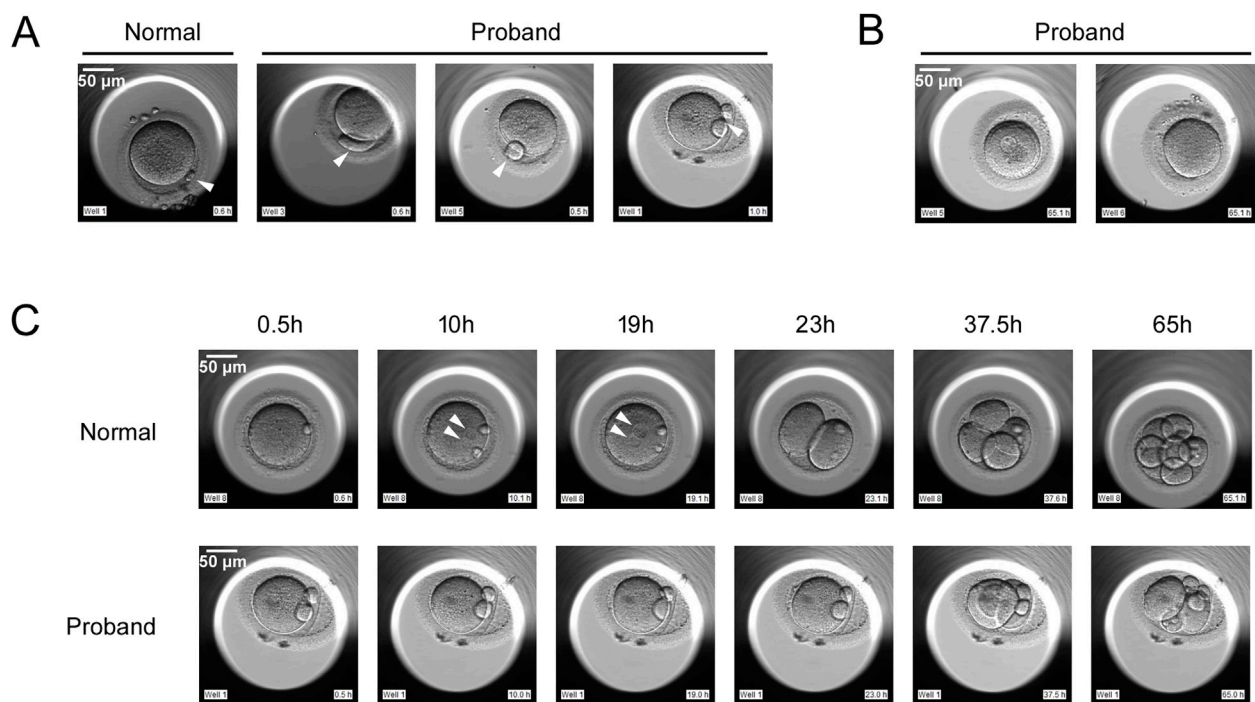 A
Normal
Proband
50 µm
Well 1
0.6 h
Well 3
0.6 h
Well 5
0.5 h
Well 1
1.0 h
B
Proband
Well 5
65.1 h
Well 6
65.1 h
C
0.5h
10h
19h
23h
37.5h
65h
Normal
50 µm
Well 8
0.6 h
Well 8
10.1 h
Well 8
19.1 h
Well 8
23.1 h
Well 8
37.6 h
Well 8
65.1 h
Proband
50 µm
Well 1
0.5 h
Well 1
10.0 h
Well 1
19.0 h
Well 1
23.0 h
Well 1
37.5 h
Well 1
65.0 h